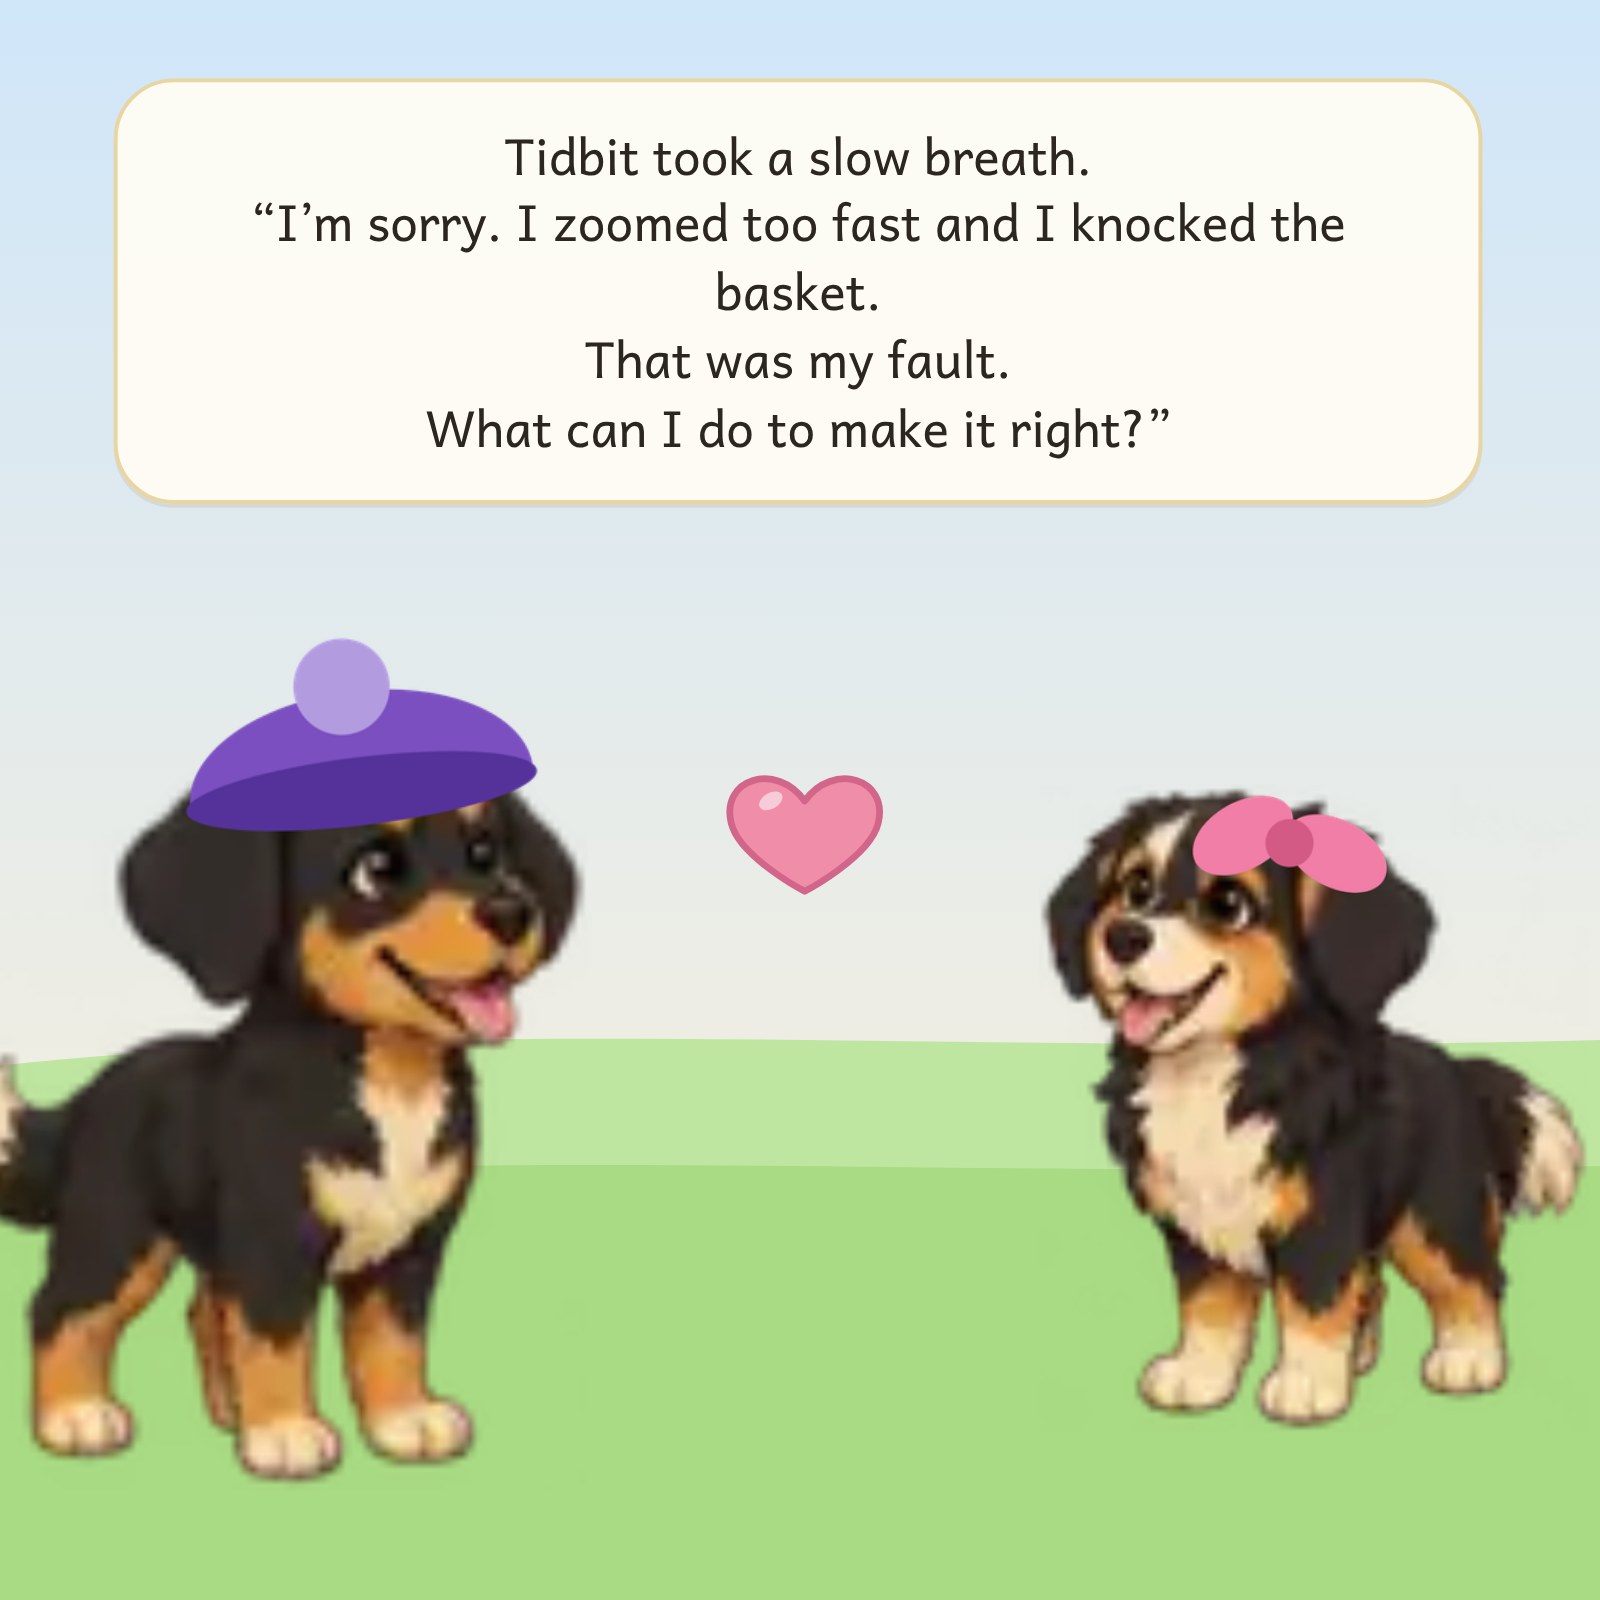 Tidbit took a slow breath.
“I’m sorry. I zoomed too fast and I knocked the
basket.
That was my fault.
What can I do to make it right?”